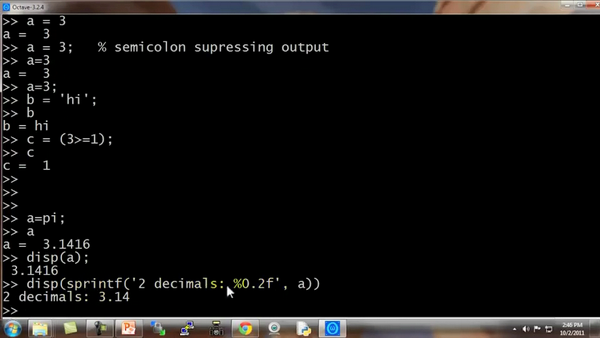 Octave-3.2.4
>> a = 3
a =  3
>> a = 3;   % semicolon supressing output
>> a=3
a =  3
>> a=3;
>> b = 'hi';
>> b
b = hi
>> c = (3>=1);
>> c
c =  1
>>
>>
>>
>> a=pi;
>> a
a =  3.1416
>> disp(a);
 3.1416
>> disp(sprintf('2 decimals: %0.2f', a))
2 decimals: 3.14
>>
2:46 PM
10/2/2011